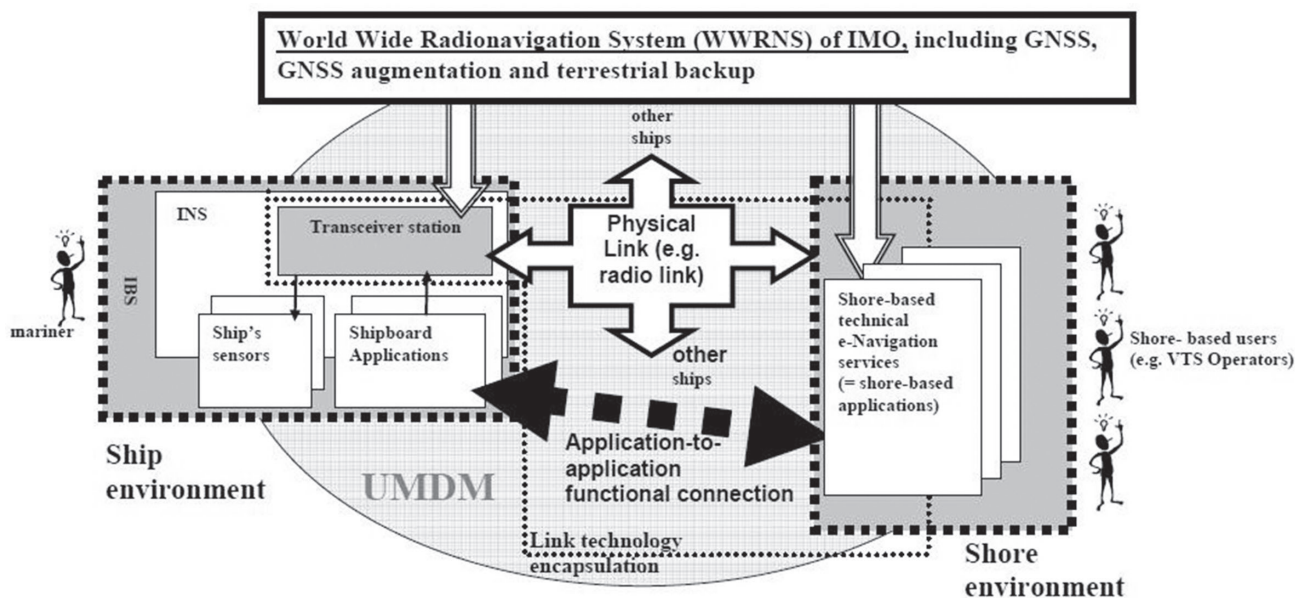 World Wide Radionavigation System (WWRNS) of IMO, including GNSS,
GNSS augmentation and terrestrial backup
other
ships
INS
Transceiver station
IBS
mariner
Ship's
sensors
Shipboard
Applications
Physical
Link (e.g.
radio link)
other
ships
Shore-based
technical
e-Navigation
services
(= shore-based
applications)
Shore- based users
(e.g. VTS Operators)
Ship
environment
UMDM
Application-to-
application
functional connection
Link technology
encapsulation
Shore
environment